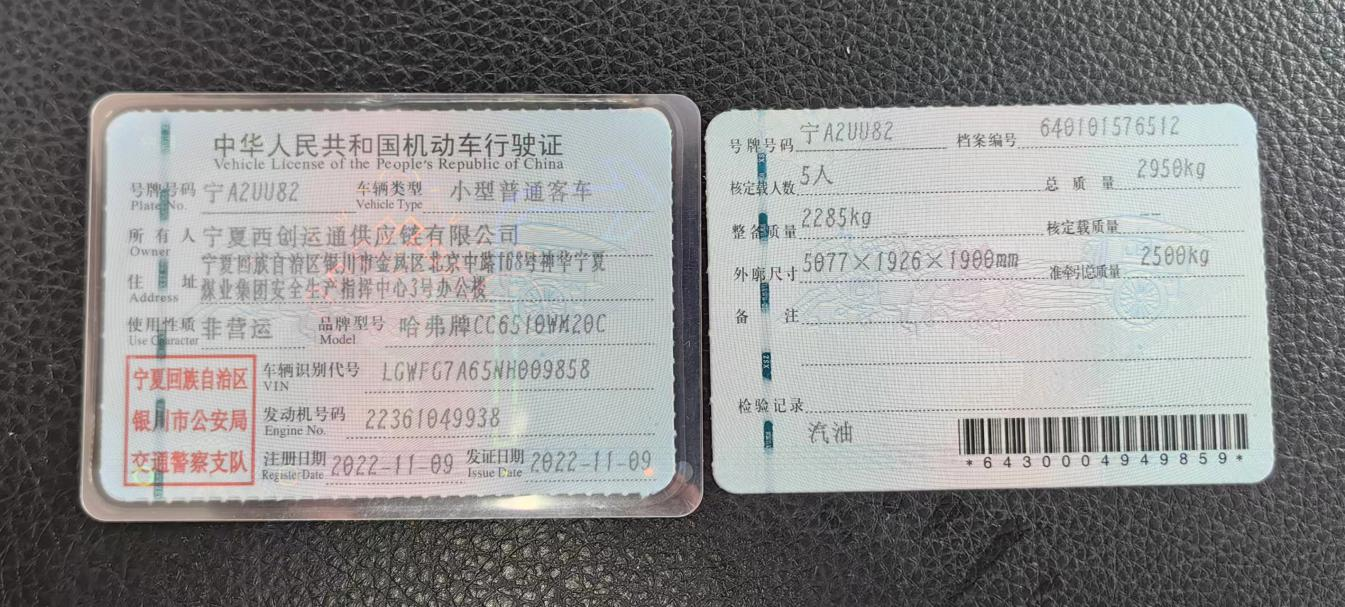 中华人民共和国机动车行驶证
Vehicle License of the People's Republic of China
号牌号码 宁A2UU82 车辆类型 小型普通客车
Plate No. Vehicle Type
所有人 宁夏西创运通供应链有限公司
Owner
宁夏回族自治区银川市金凤区北京中路168号神华宁夏
住址 煤业集团安全生产指挥中心3号办公楼
Address
使用性质 非营运 品牌型号 哈弗牌CC6510WM20C
Use Character Model
宁夏回族自治区
银川市公安局
交通警察支队
车辆识别代号 LGWFG7A65NH009858
VIN
发动机号码 22361049938
Engine No.
注册日期 2022-11-09 发证日期 2022-11-09
Register Date Issue Date
号牌号码 宁A2UU82 档案编号 640101576512
核定载人数 5人 总质量 2950kg
整备质量 2285kg 核定载质量 --
外廓尺寸 5077×1926×1900mm 准牵引总质量 2500kg
备注
检验记录
汽油
*6430004949859*